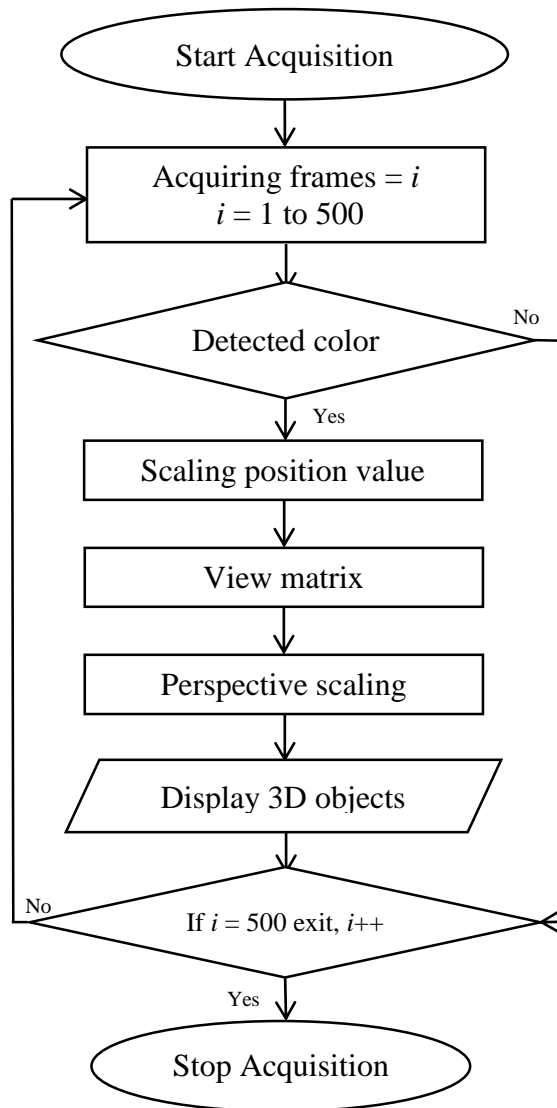 Start Acquisition
Acquiring frames = i
i = 1 to 500
Detected color
No
Yes
Scaling position value
View matrix
Perspective scaling
Display 3D objects
No
If i = 500 exit, i++
Yes
Stop Acquisition